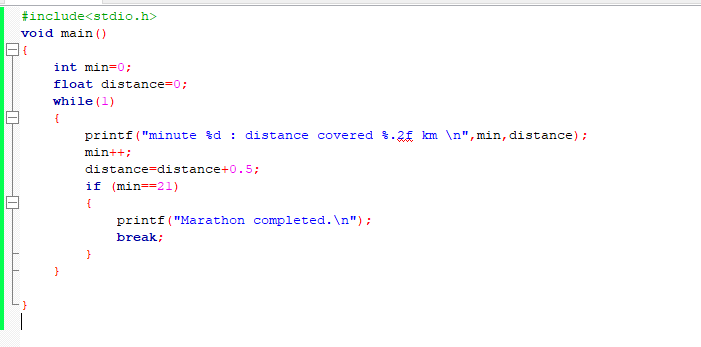 #include<stdio.h>
void main()
{
    int min=0;
    float distance=0;
    while(1)
    {
        printf("minute %d : distance covered %.2f km \n",min,distance);
        min++;
        distance=distance+0.5;
        if (min==21)
        {
            printf("Marathon completed.\n");
            break;
        }
    }
}